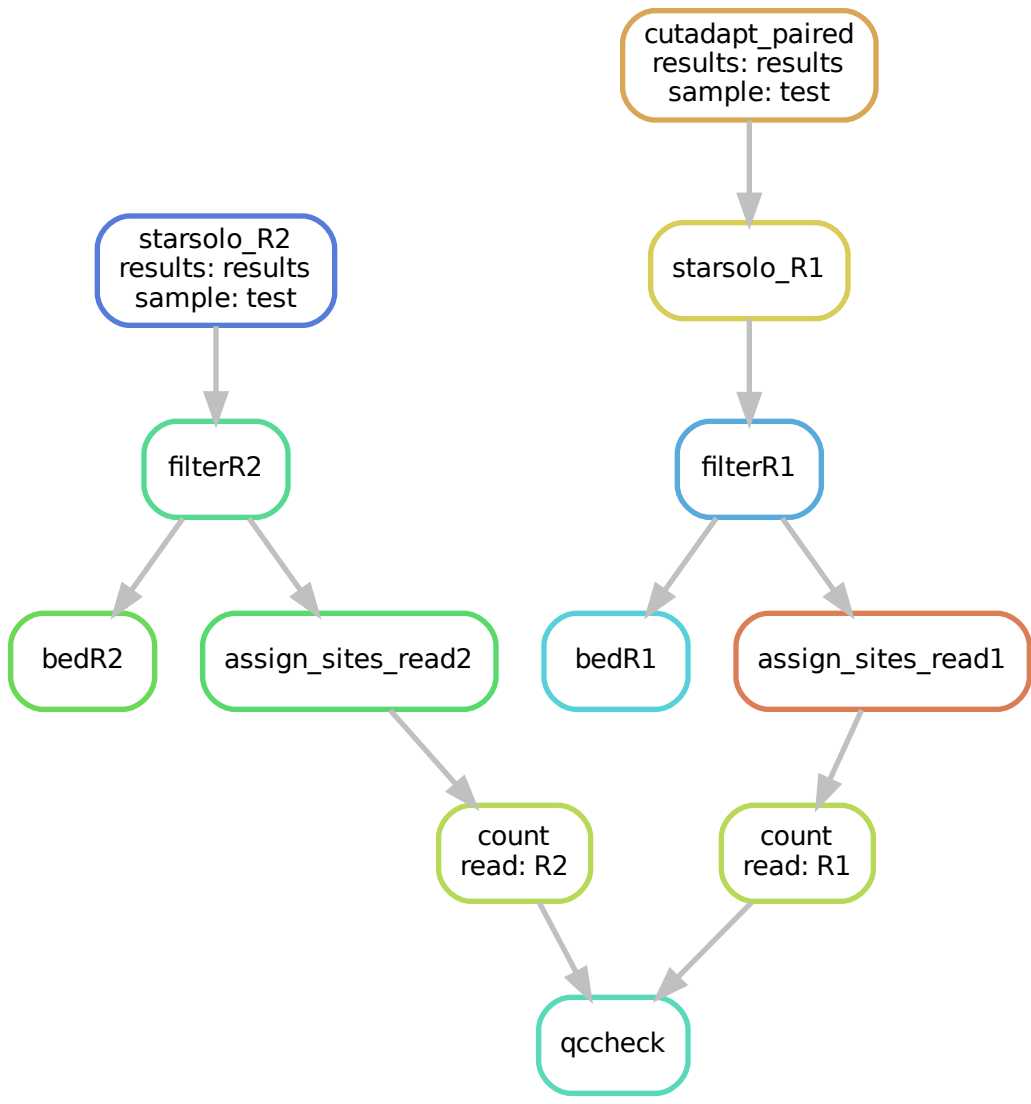 cutadapt_paired
results: results
sample: test
starsolo_R2
results: results
sample: test
starsolo_R1
filterR2
filterR1
bedR2
assign_sites_read2
bedR1
assign_sites_read1
count
read: R2
count
read: R1
qccheck